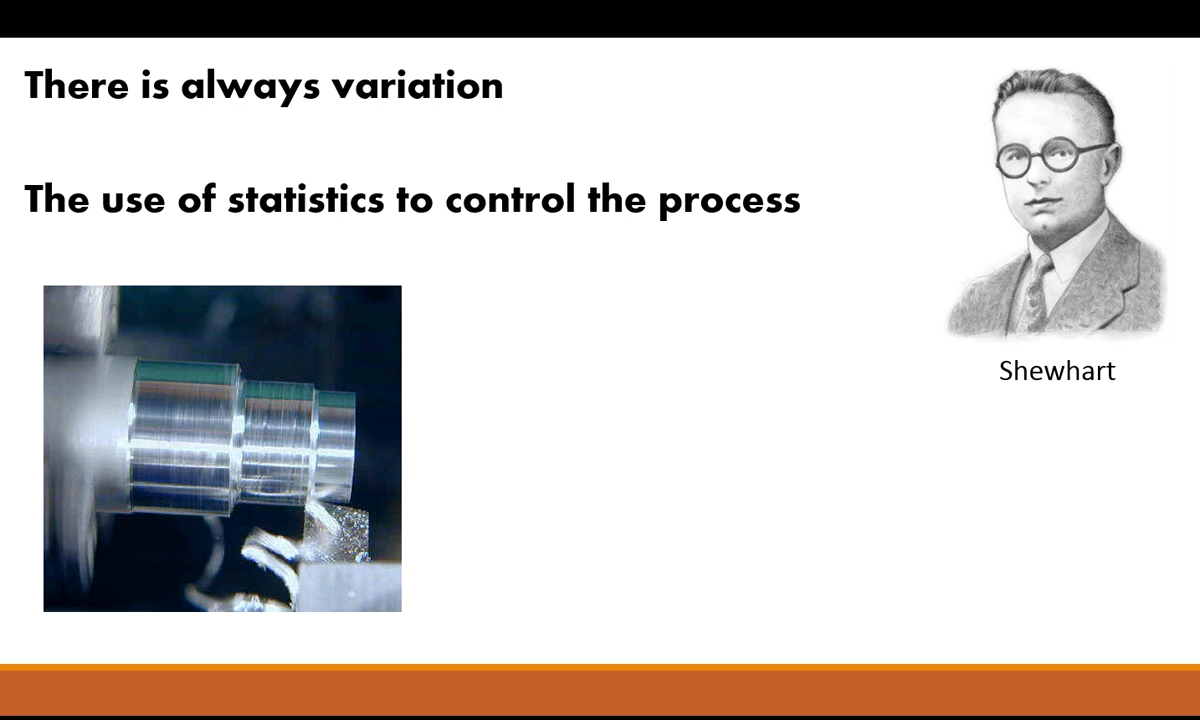 There is always variation
The use of statistics to control the process
Shewhart